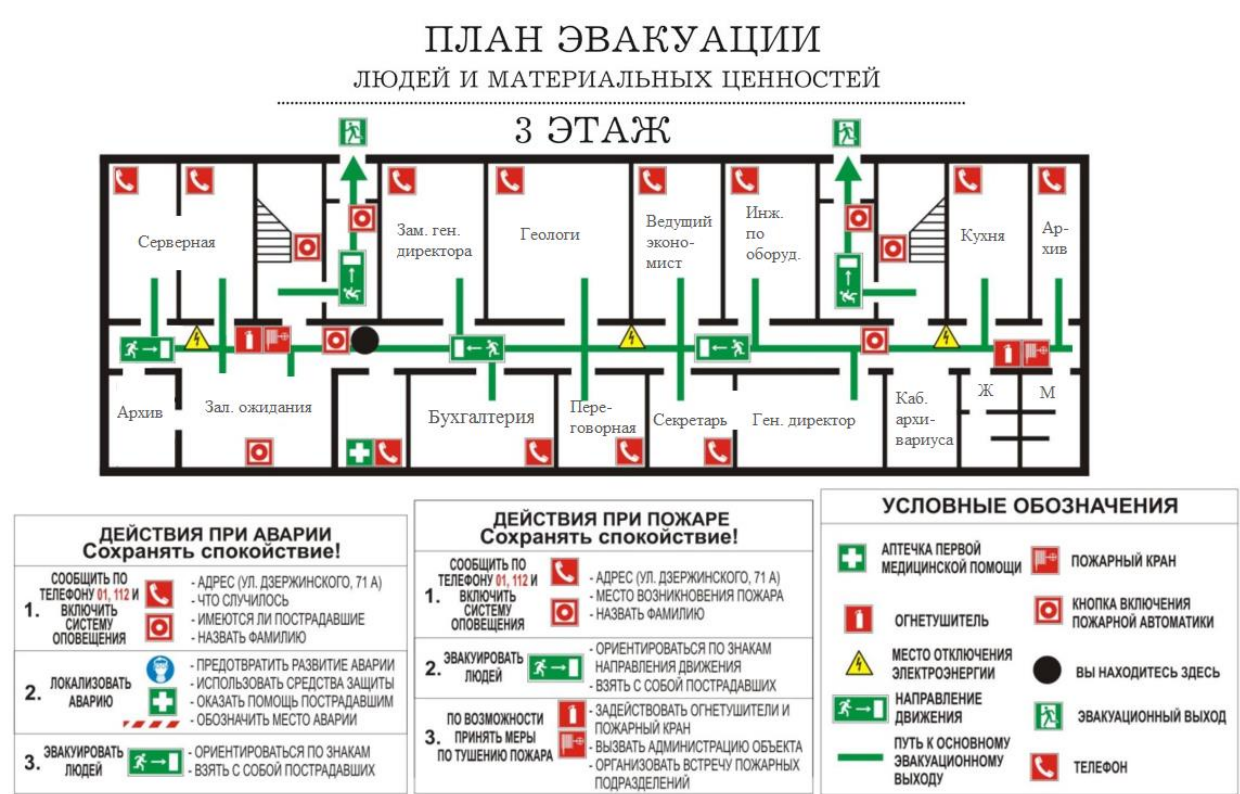 ПЛАН ЭВАКУАЦИИ
ЛЮДЕЙ И МАТЕРИАЛЬНЫХ ЦЕННОСТЕЙ
3 ЭТАЖ
Серверная
Зам. ген.
директора
Геологи
Ведущий
эконо-
мист
Инж.
по
оборуд.
Кухня
Ар-
хив
Архив
Зал. ожидания
Бухгалтерия
Пере-
говорная
Секретарь
Ген. директор
Каб.
архи-
вариуса
Ж
М
ДЕЙСТВИЯ ПРИ АВАРИИ
Сохранять спокойствие!
1.
СООБЩИТЬ ПО
ТЕЛЕФОНУ 01, 112 И
ВКЛЮЧИТЬ
СИСТЕМУ
ОПОВЕЩЕНИЯ
- АДРЕС (УЛ. ДЗЕРЖИНСКОГО, 71 А)
- ЧТО СЛУЧИЛОСЬ
- ИМЕЮТСЯ ЛИ ПОСТРАДАВШИЕ
- НАЗВАТЬ ФАМИЛИЮ
2.
ЛОКАЛИЗОВАТЬ
АВАРИЮ
- ПРЕДОТВРАТИТЬ РАЗВИТИЕ АВАРИИ
- ИСПОЛЬЗОВАТЬ СРЕДСТВА ЗАЩИТЫ
- ОКАЗАТЬ ПОМОЩЬ ПОСТРАДАВШИМ
- ОБОЗНАЧИТЬ МЕСТО АВАРИИ
3.
ЭВАКУИРОВАТЬ
ЛЮДЕЙ
- ОРИЕНТИРОВАТЬСЯ ПО ЗНАКАМ
- ВЗЯТЬ С СОБОЙ ПОСТРАДАВШИХ
ДЕЙСТВИЯ ПРИ ПОЖАРЕ
Сохранять спокойствие!
1.
СООБЩИТЬ ПО
ТЕЛЕФОНУ 01, 112 И
ВКЛЮЧИТЬ
СИСТЕМУ
ОПОВЕЩЕНИЯ
- АДРЕС (УЛ. ДЗЕРЖИНСКОГО, 71 А)
- МЕСТО ВОЗНИКНОВЕНИЯ ПОЖАРА
- НАЗВАТЬ ФАМИЛИЮ
2.
ЭВАКУИРОВАТЬ
ЛЮДЕЙ
- ОРИЕНТИРОВАТЬСЯ ПО ЗНАКАМ
НАПРАВЛЕНИЯ ДВИЖЕНИЯ
- ВЗЯТЬ С СОБОЙ ПОСТРАДАВШИХ
3.
ПО ВОЗМОЖНОСТИ
ПРИНЯТЬ МЕРЫ
ПО ТУШЕНИЮ ПОЖАРА
- ЗАДЕЙСТВОВАТЬ ОГНЕТУШИТЕЛИ И
ПОЖАРНЫЙ КРАН
- ВЫЗВАТЬ АДМИНИСТРАЦИЮ ОБЪЕКТА
- ОРГАНИЗОВАТЬ ВСТРЕЧУ ПОЖАРНЫХ
ПОДРАЗДЕЛЕНИЙ
УСЛОВНЫЕ ОБОЗНАЧЕНИЯ
АПТЕЧКА ПЕРВОЙ
МЕДИЦИНСКОЙ ПОМОЩИ
ПОЖАРНЫЙ КРАН
ОГНЕТУШИТЕЛЬ
КНОПКА ВКЛЮЧЕНИЯ
ПОЖАРНОЙ АВТОМАТИКИ
МЕСТО ОТКЛЮЧЕНИЯ
ЭЛЕКТРОЭНЕРГИИ
ВЫ НАХОДИТЕСЬ ЗДЕСЬ
НАПРАВЛЕНИЕ
ДВИЖЕНИЯ
ЭВАКУАЦИОННЫЙ ВЫХОД
ПУТЬ К ОСНОВНОМУ
ЭВАКУАЦИОННОМУ
ВЫХОДУ
ТЕЛЕФОН